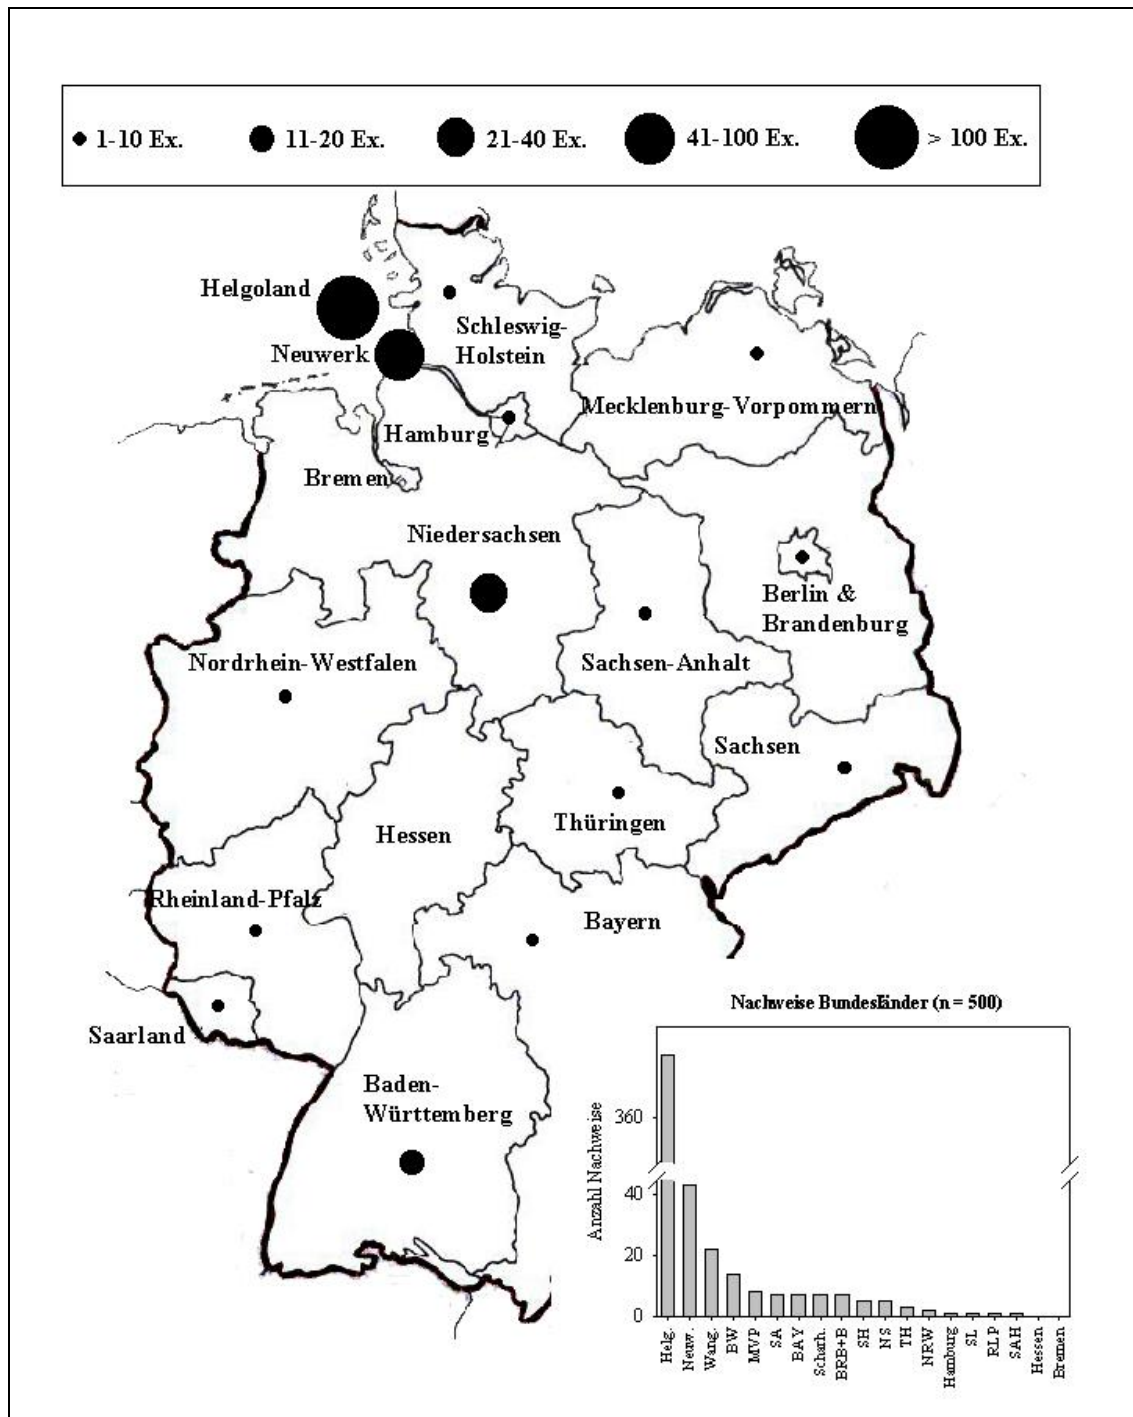 1-10 Ex. 11-20 Ex. 21-40 Ex. 41-100 Ex. > 100 Ex.
Helgoland
Schleswig-
Holstein
Neuwerk
Mecklenburg-Vorpommern
Hamburg
Bremen
Niedersachsen
Berlin &
Brandenburg
Nordrhein-Westfalen
Sachsen-Anhalt
Sachsen
Thüringen
Hessen
Rheinland-Pfalz
Bayern
Saarland
Baden-
Württemberg
Nachweise Bundesländer (n = 500)
Anzahl Nachweise
360
40
20
0
Helg.
Neuw.
Wang.
BW
MVP
SA
BAY
Scharh.
BRB+B
SH
NS
TH
NRW
Hamburg
SL
RLP
SAH
Hessen
Bremen